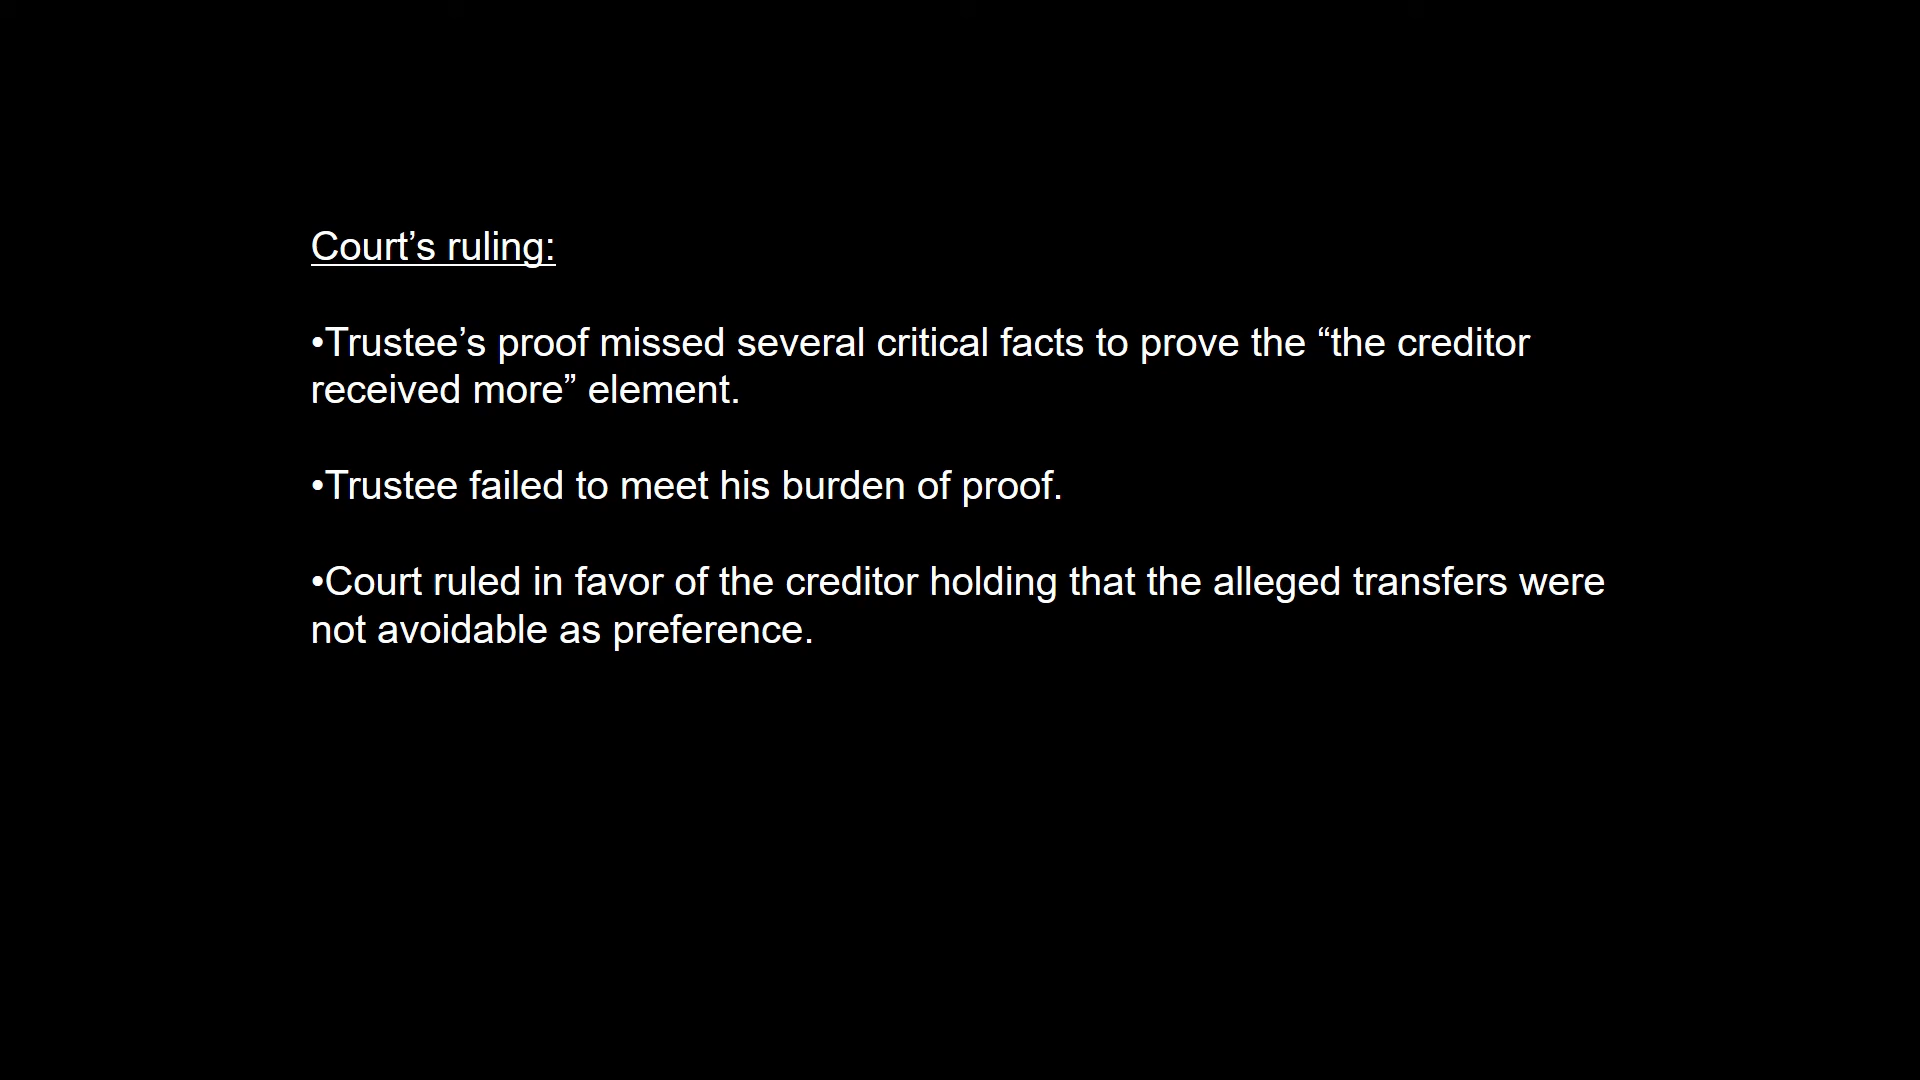 Court’s ruling:
•Trustee’s proof missed several critical facts to prove the “the creditor
received more” element.
•Trustee failed to meet his burden of proof.
•Court ruled in favor of the creditor holding that the alleged transfers were
not avoidable as preference.